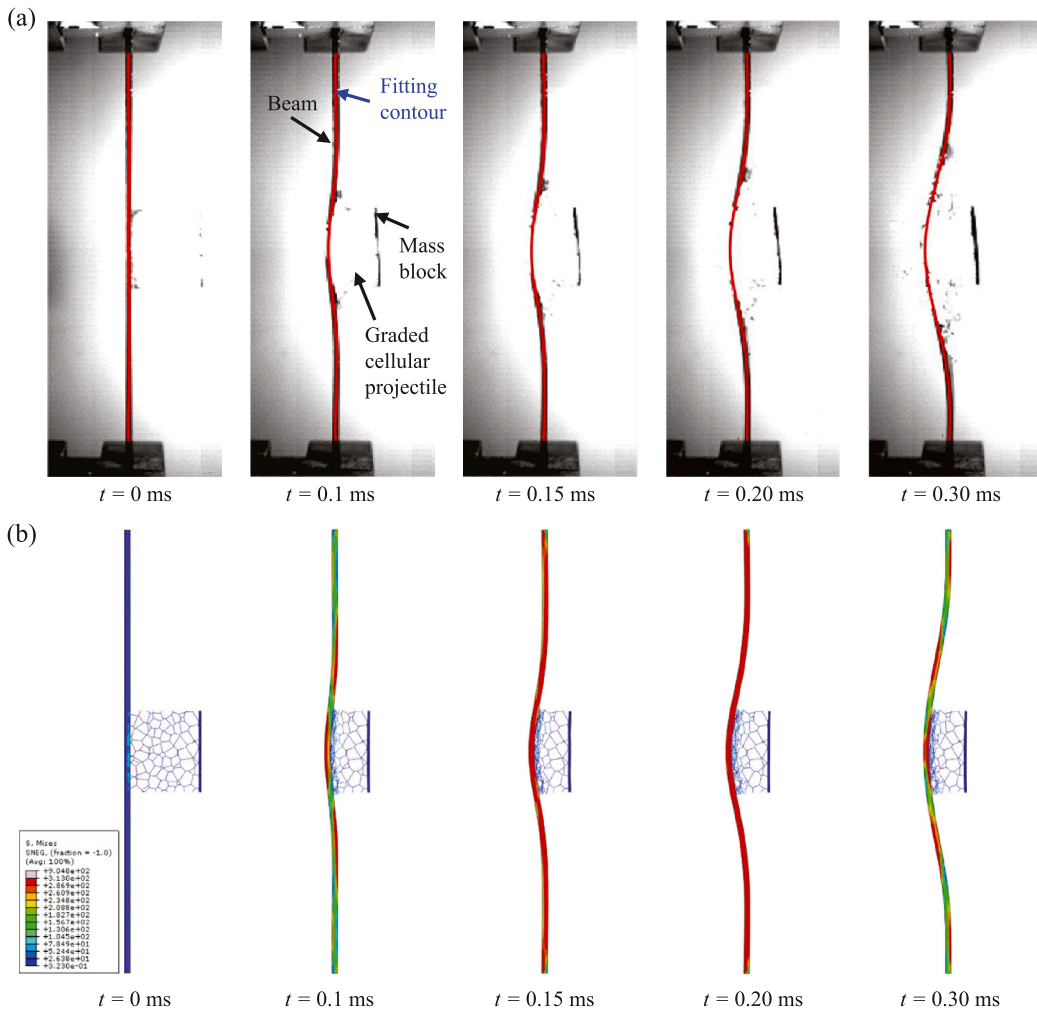 (a)
Beam
Fitting
contour
Mass
block
Graded
cellular
projectile
t = 0 ms
t = 0.1 ms
t = 0.15 ms
t = 0.20 ms
t = 0.30 ms
(b)
S, Mises
SNEG, (fraction = -1.0)
(Avg: 100%)
+9.048e+02
+3.130e+02
+2.869e+02
+2.609e+02
+2.348e+02
+2.088e+02
+1.827e+02
+1.567e+02
+1.306e+02
+1.045e+02
+7.849e+01
+5.244e+01
+2.638e+01
+3.230e-01
t = 0 ms
t = 0.1 ms
t = 0.15 ms
t = 0.20 ms
t = 0.30 ms